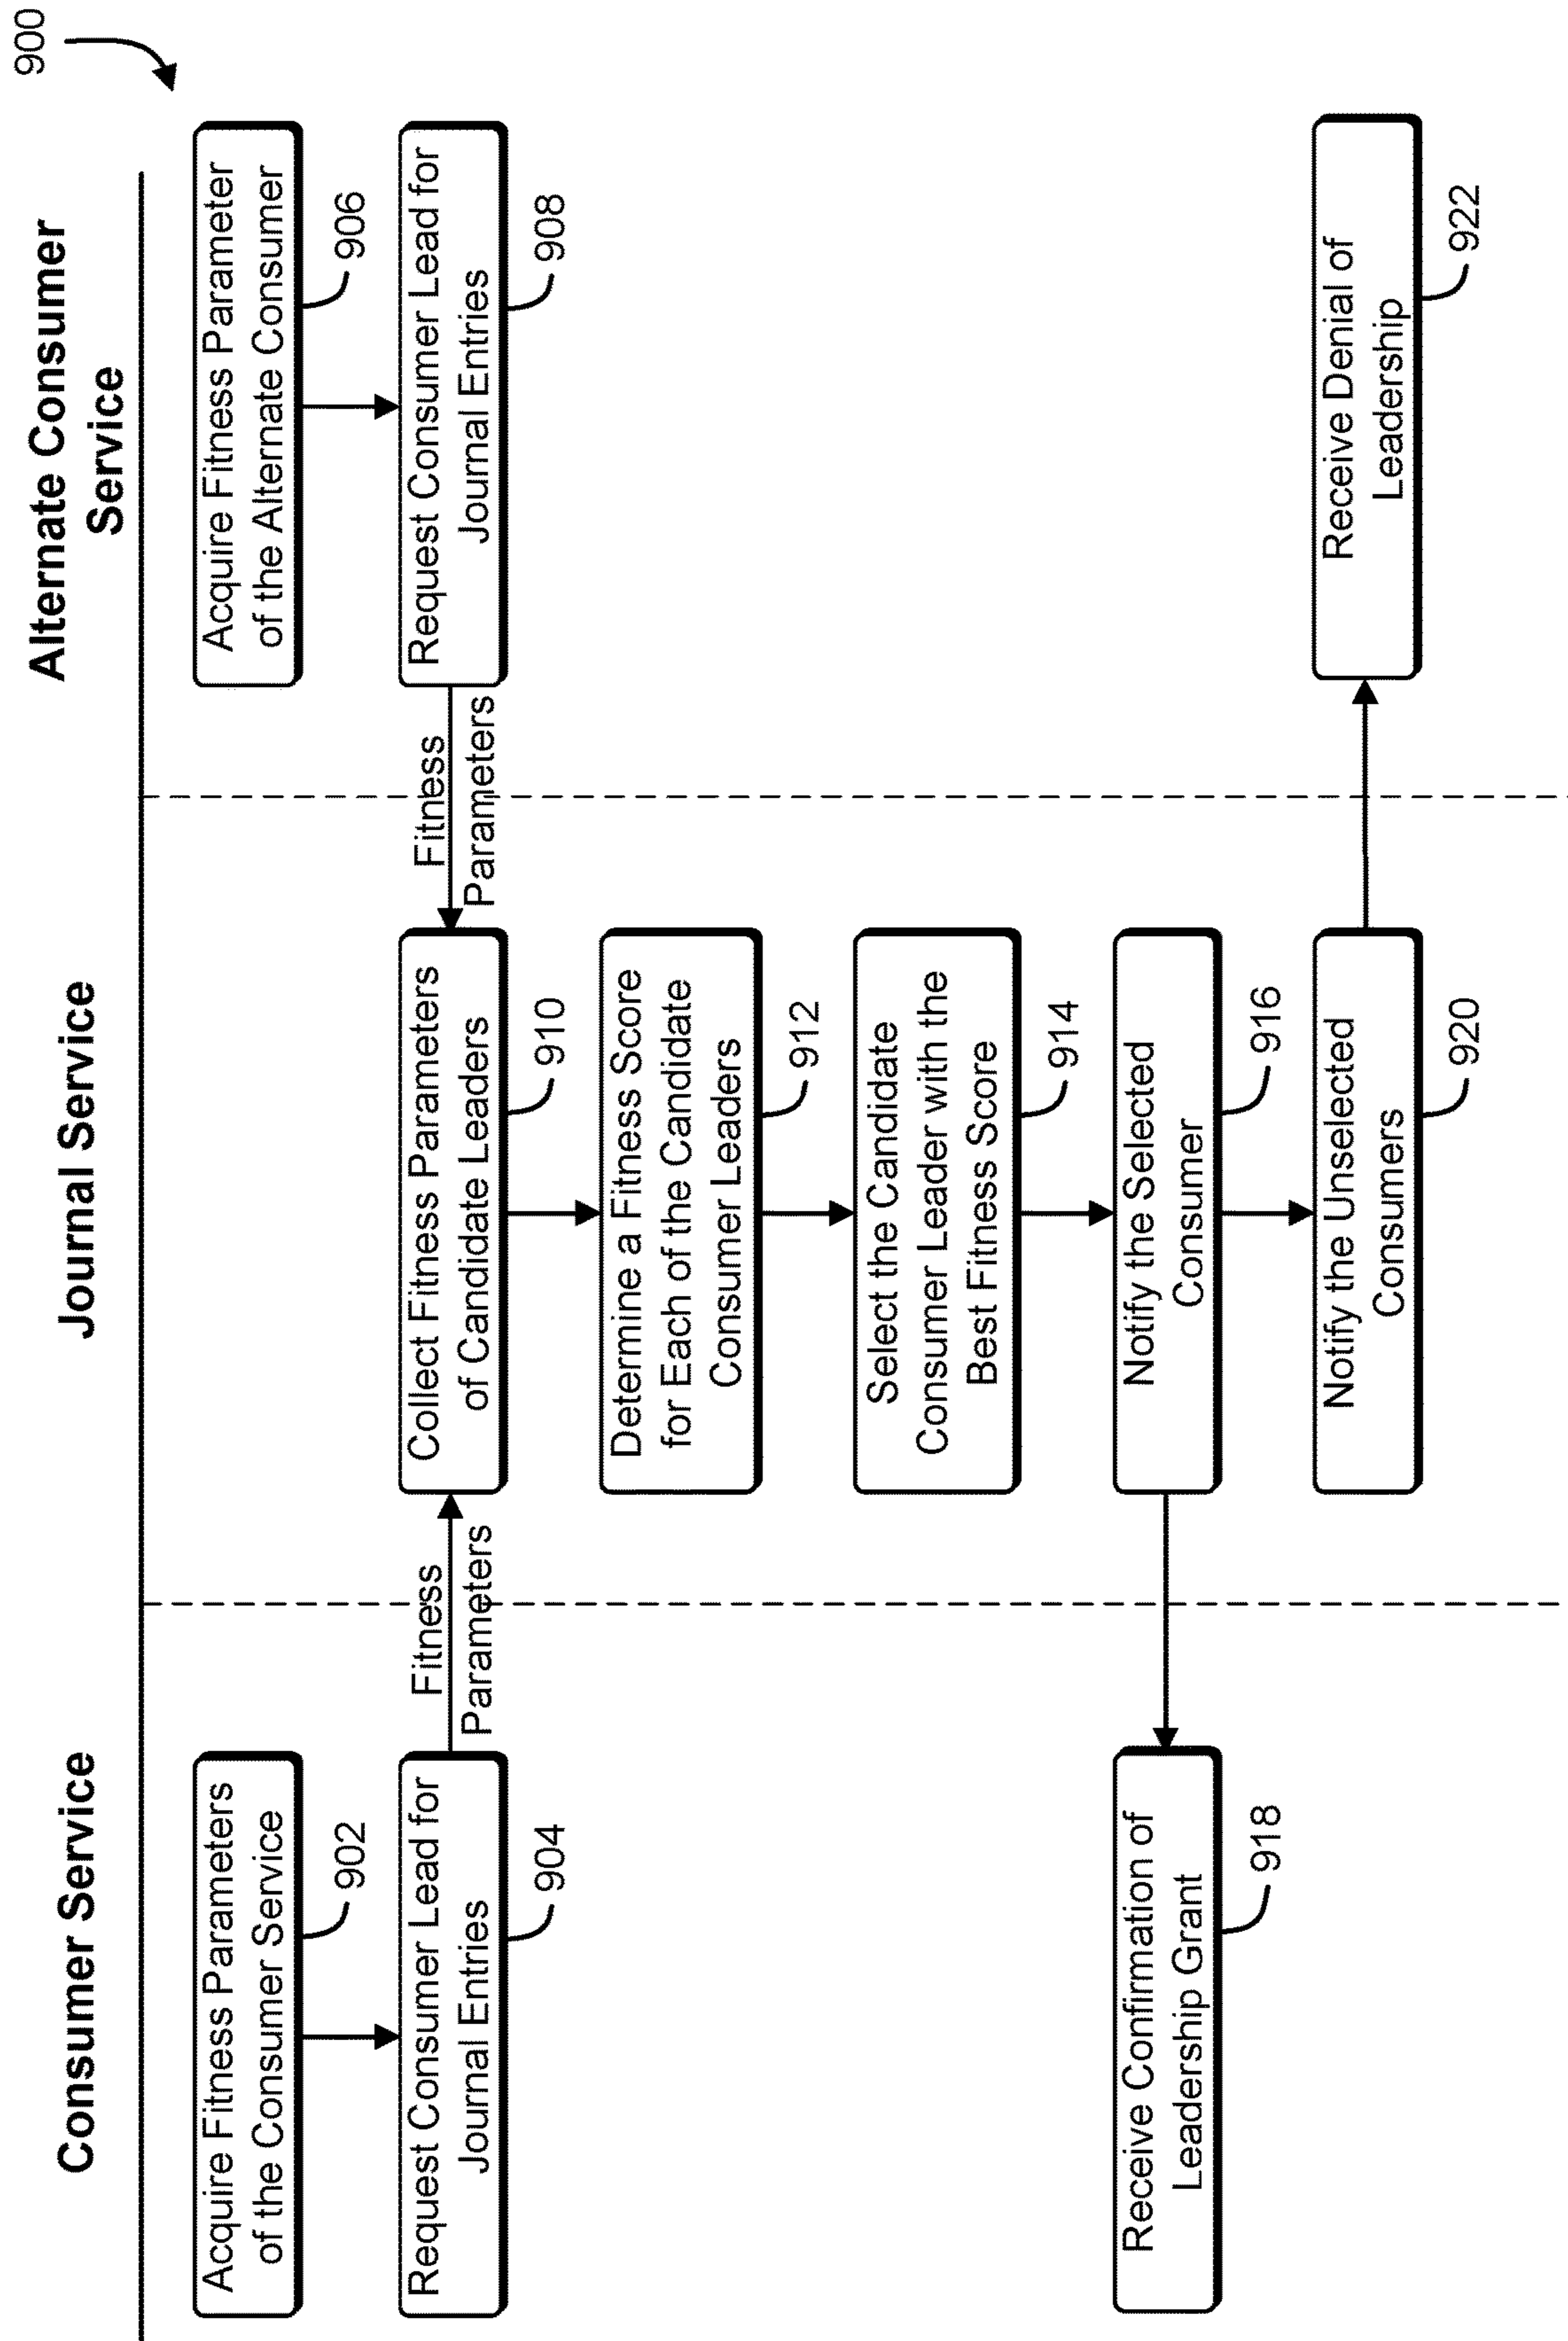 900
Consumer Service
Journal Service
Alternate Consumer
Service
Acquire Fitness Parameters
of the Consumer Service
902
Acquire Fitness Parameter
of the Alternate Consumer
906
Request Consumer Lead for
Journal Entries
904
Fitness
Parameters
Collect Fitness Parameters
of Candidate Leaders
910
Fitness
Parameters
Request Consumer Lead for
Journal Entries
908
Determine a Fitness Score
for Each of the Candidate
Consumer Leaders
912
Select the Candidate
Consumer Leader with the
Best Fitness Score
914
Receive Confirmation of
Leadership Grant
918
Notify the Selected
Consumer
916
Notify the Unselected
Consumers
920
Receive Denial of
Leadership
922